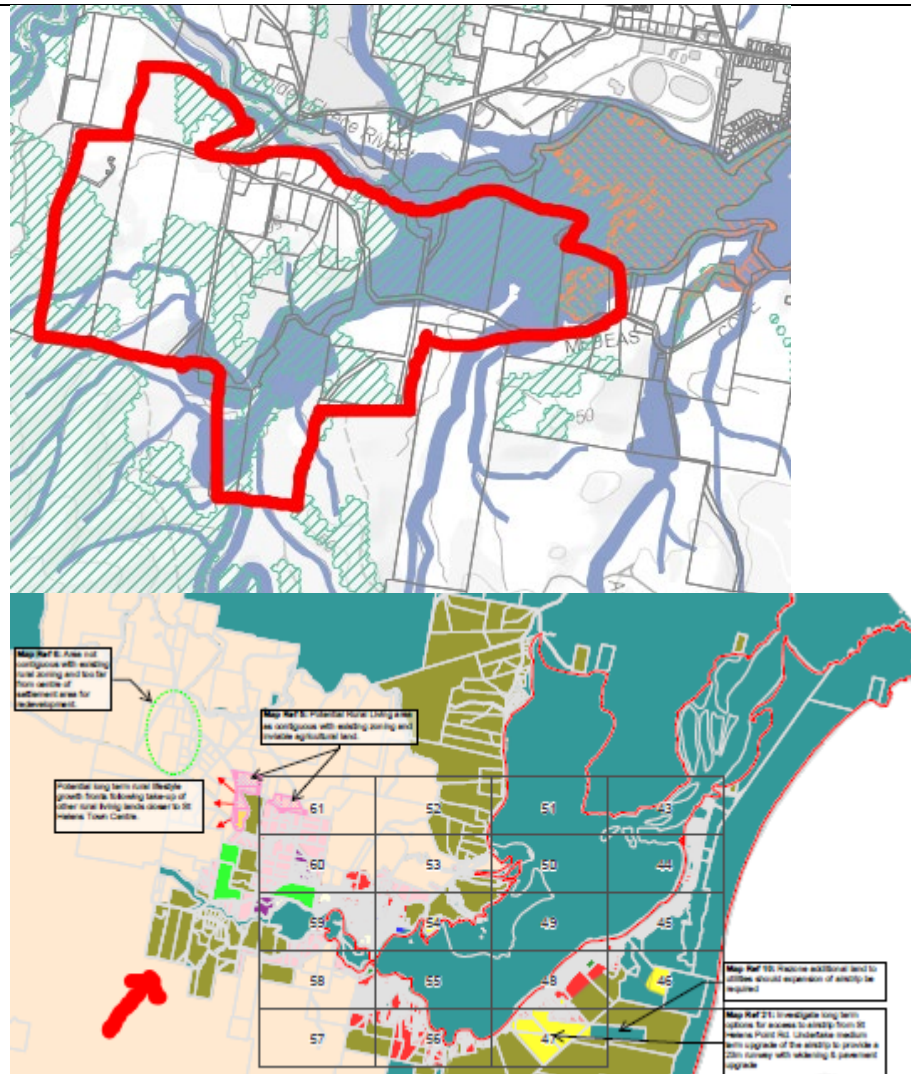 River
McBEAS
50
Map Ref 6: Area not
contiguous with existing
rural zoning and too far
from centre of
settlement area for
redevelopment.
Map Ref 5: Potential Rural Living area
as contiguous with existing zoning and
inviable agricultural land.
Potential long term rural lifestyle
growth fronts following take-up of
other rural living lands closer to St
Helens Town Centre.
61 52 51 43
60 53 50 44
59 54 49 45
58 55 48 46
57 56 47
Map Ref 10: Rezone additional land to
utilities should expansion of airstrip be
required
Map Ref 21: Investigate long term
options for access to airstrip from St
Helens Point Rd. Undertake medium
term upgrade of the airstrip to provide a
runway with widening & pavement
upgrade